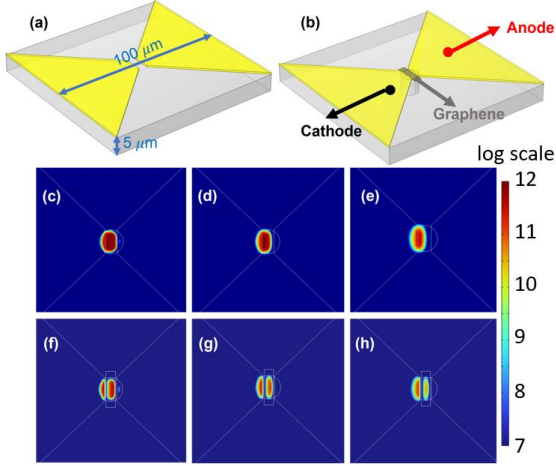 (a)
100 μm
5 μm
(b)
Anode
Graphene
Cathode
log scale
(c)
(d)
(e)
12
11
10
9
8
7
(f)
(g)
(h)